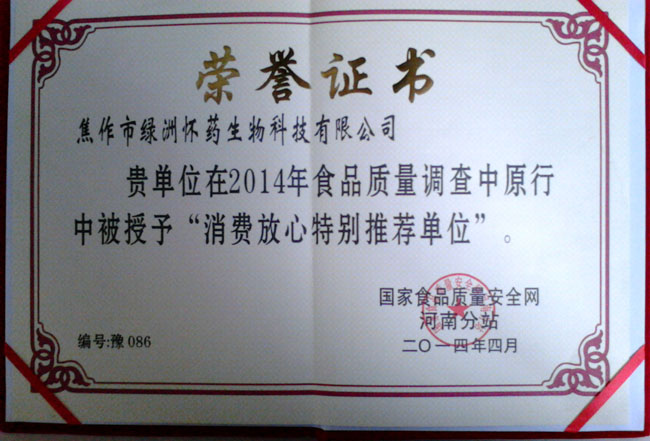 荣誉证书
焦作市绿洲怀药生物科技有限公司
贵单位在2014年食品质量调查中原行
中被授予“消费放心特别推荐单位”。
国家食品质量安全网
河南分站
二〇一四年四月
编号:豫 086